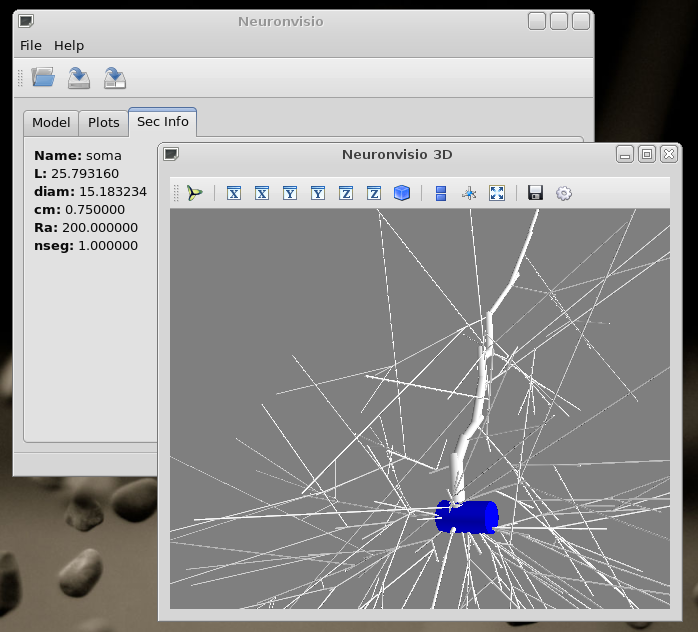 Neuronvisio
File Help
Model Plots Sec Info
Name: soma
L: 25.793160
diam: 15.183234
cm: 0.750000
Ra: 200.000000
nseg: 1.000000
Neuronvisio 3D
X X Y Y Z Z